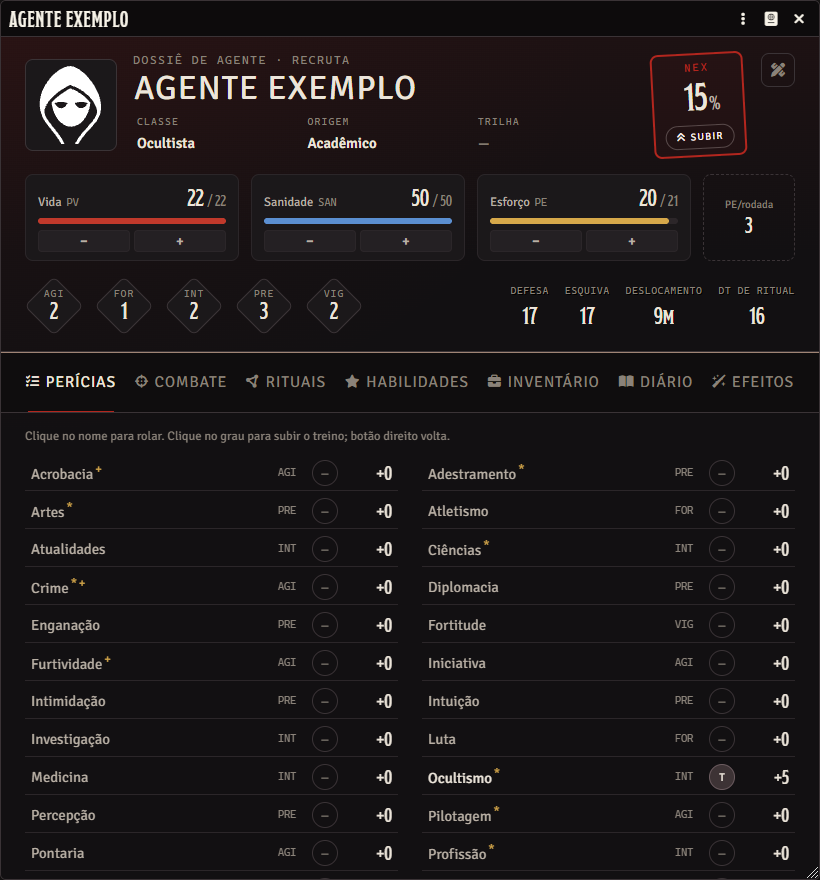 AGENTE EXEMPLO
DOSSIÊ DE AGENTE · RECRUTA
AGENTE EXEMPLO
CLASSE ORIGEM TRILHA
Ocultista Acadêmico —
NEX
15%
SUBIR
Vida PV 22 / 22
− +
Sanidade SAN 50 / 50
− +
Esforço PE 20 / 21
− +
PE/rodada
3
AGI FOR INT PRE VIG
2 1 2 3 2
DEFESA ESQUIVA DESLOCAMENTO DT DE RITUAL
17 17 9M 16
PERÍCIAS COMBATE RITUAIS HABILIDADES INVENTÁRIO DIÁRIO EFEITOS
Clique no nome para rolar. Clique no grau para subir o treino; botão direito volta.
Acrobacia + AGI – +0
Adestramento * PRE – +0
Artes * PRE – +0
Atletismo FOR – +0
Atualidades INT – +0
Ciências * INT – +0
Crime * + AGI – +0
Diplomacia PRE – +0
Enganação PRE – +0
Fortitude VIG – +0
Furtividade + AGI – +0
Iniciativa AGI – +0
Intimidação PRE – +0
Intuição PRE – +0
Investigação INT – +0
Luta FOR – +0
Medicina INT – +0
Ocultismo * INT T +5
Percepção PRE – +0
Pilotagem * AGI – +0
Pontaria AGI – +0
Profissão * INT – +0